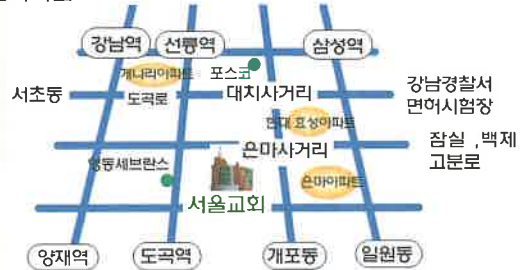 강남역
선릉역
삼성역
개나리아파트
포스코
서초동
도곡로
대치사거리
강남경찰서
면허시험장
현대 효성아파트
은마사거리
잠실 ,백제
고분로
영동세브란스
은마아파트
서울교회
양재역
도곡역
개포동
일원동